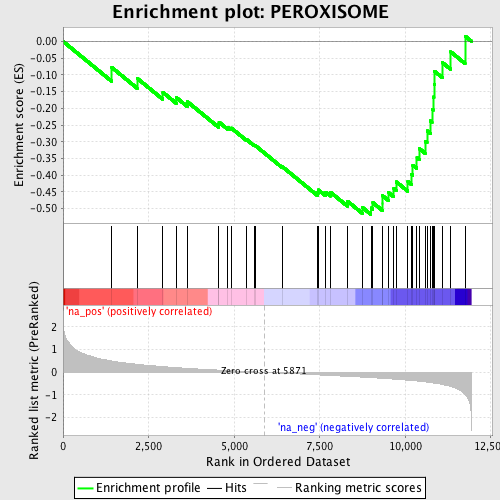 Enrichment plot: PEROXISOME
Enrichment score (ES)
0.00
-0.05
-0.10
-0.15
-0.20
-0.25
-0.30
-0.35
-0.40
-0.45
-0.50
'na_pos' (positively correlated)
Ranked list metric (PreRanked)
2
1
0
-1
-2
Zero cross at 5871
'na_neg' (negatively correlated)
0
2,500
5,000
7,500
10,000
12,500
Rank in Ordered Dataset
Enrichment profile
Hits
Ranking metric scores